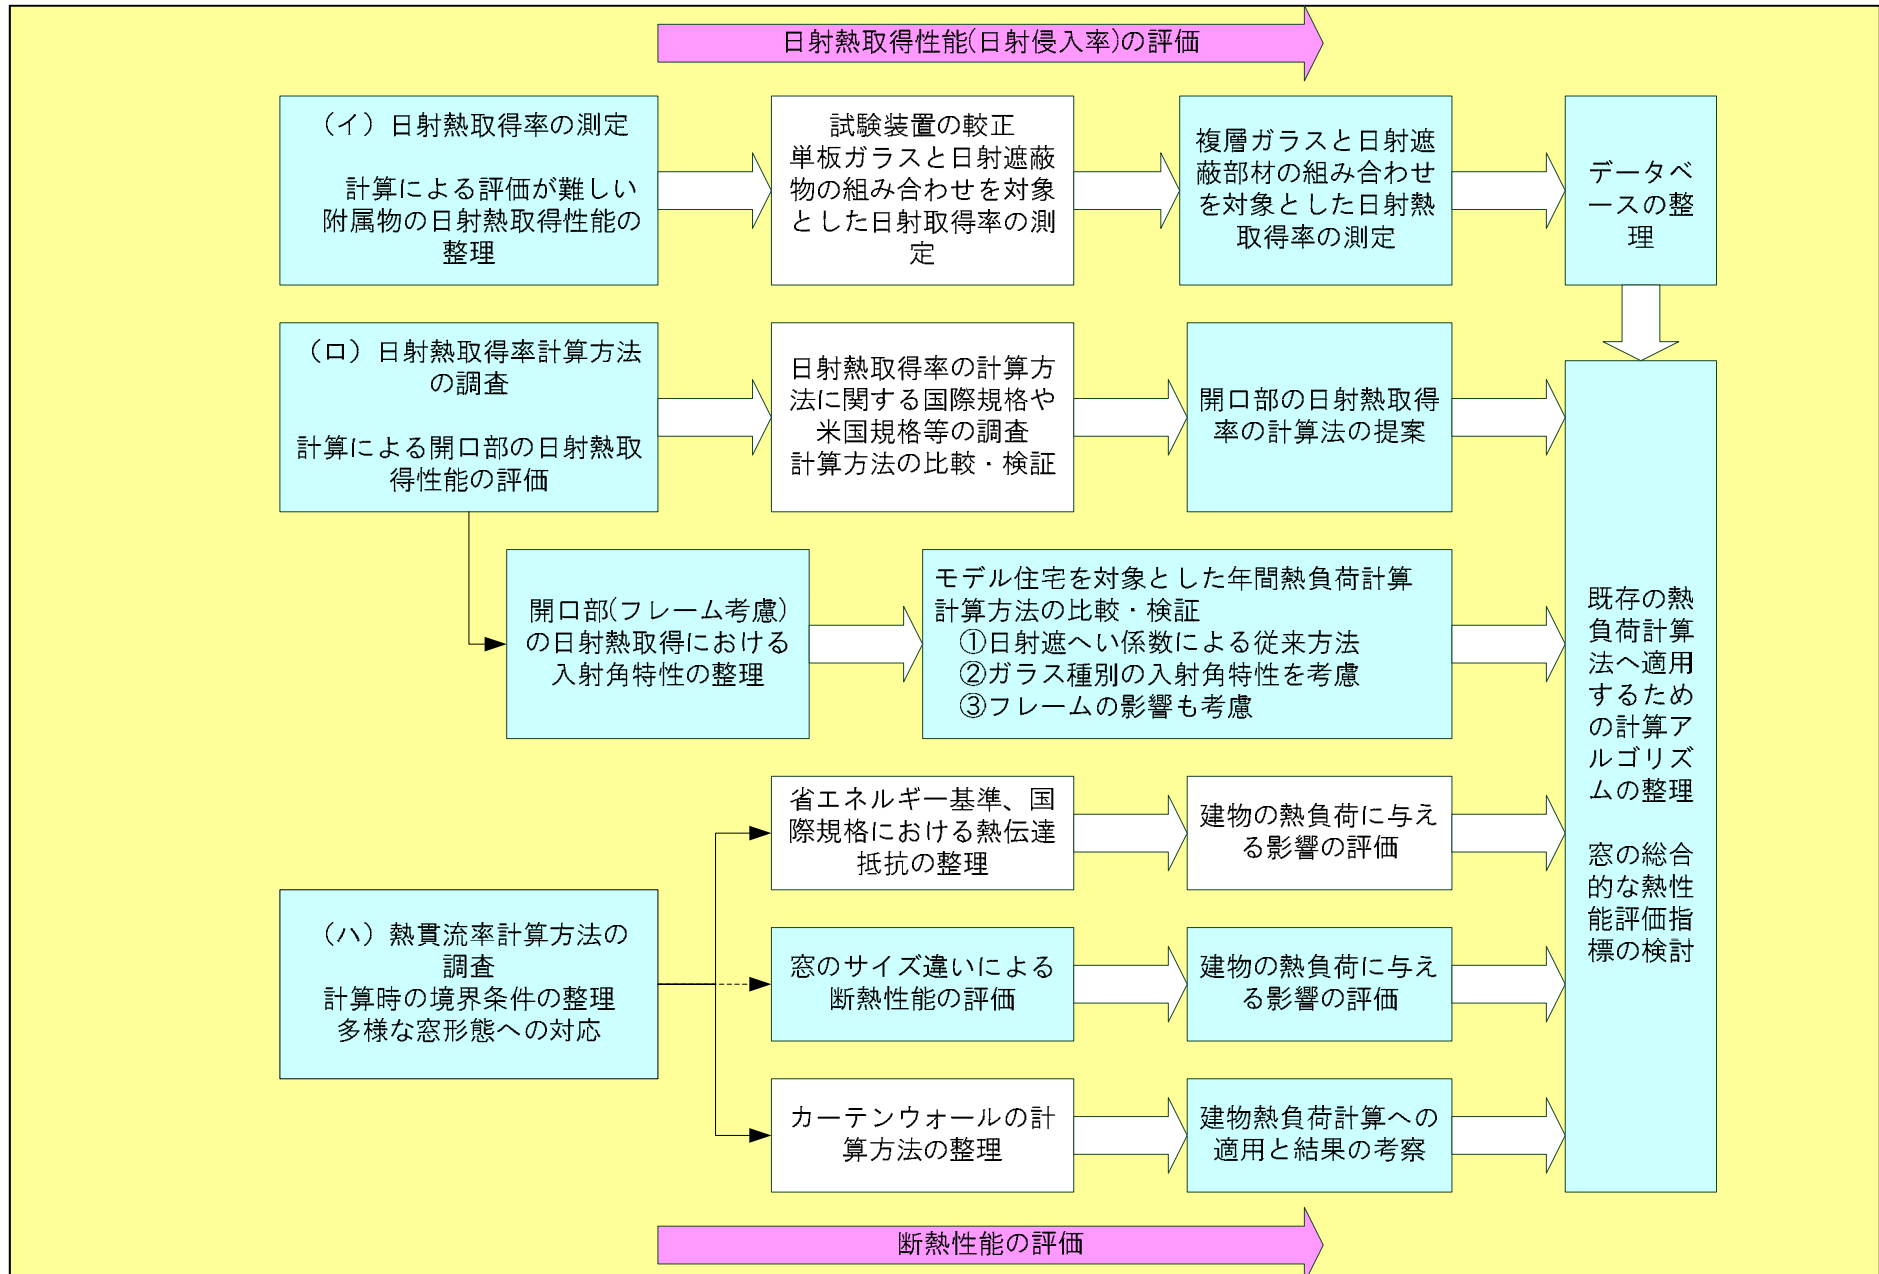 日射熱取得性能(日射侵入率)の評価
（イ）日射熱取得率の測定
計算による評価が難しい
附属物の日射熱取得性能の
整理
試験装置の較正
単板ガラスと日射遮蔽
物の組み合わせを対象
とした日射取得率の測
定
複層ガラスと日射遮
蔽部材の組み合わせ
を対象とした日射熱
取得率の測定
データベ
ースの整
理
（ロ）日射熱取得率計算方法
の調査
計算による開口部の日射熱取
得性能の評価
日射熱取得率の計算方
法に関する国際規格や
米国規格等の調査
計算方法の比較・検証
開口部の日射熱取得
率の計算法の提案
開口部(フレーム考慮)
の日射熱取得における
入射角特性の整理
モデル住宅を対象とした年間熱負荷計算
計算方法の比較・検証
①日射遮へい係数による従来方法
②ガラス種別の入射角特性を考慮
③フレームの影響も考慮
既存の熱
負荷計算
法へ適用
するため
の計算ア
ルゴリズ
ムの整理
窓の総合
的な熱性
能評価指
標の検討
（ハ）熱貫流率計算方法の
調査
計算時の境界条件の整理
多様な窓形態への対応
省エネルギー基準、国
際規格における熱伝達
抵抗の整理
建物の熱負荷に与え
る影響の評価
窓のサイズ違いによる
断熱性能の評価
建物の熱負荷に与え
る影響の評価
カーテンウォールの計
算方法の整理
建物熱負荷計算への
適用と結果の考察
断熱性能の評価